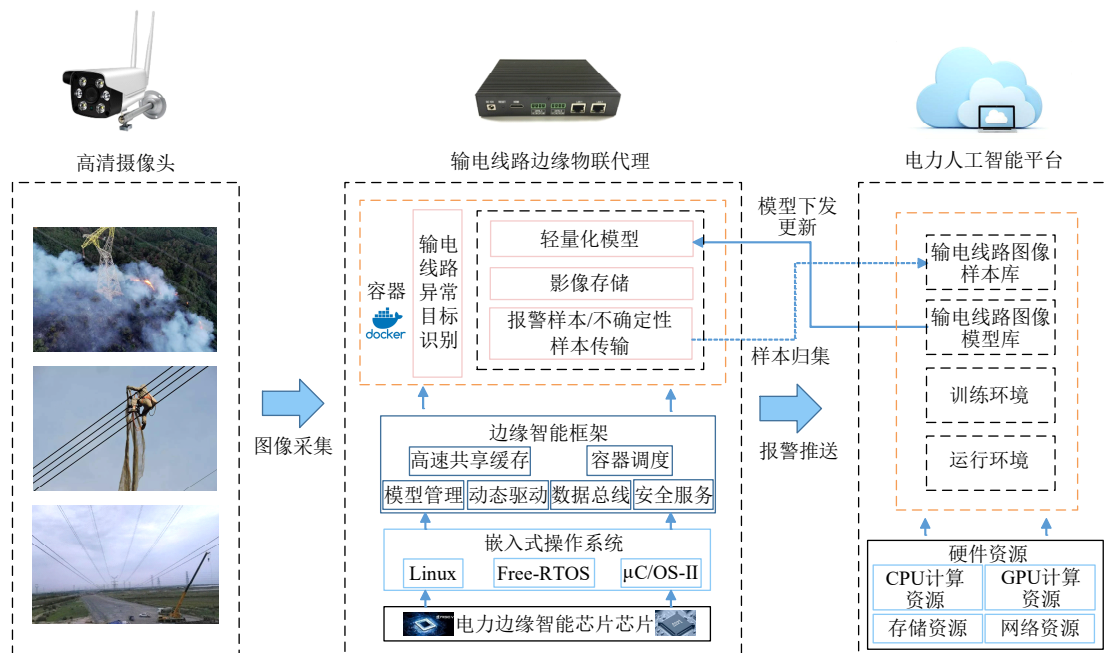 高清摄像头
图像采集
输电线路边缘物联代理
容器
docker
输电
线路
异常
目标
识别
轻量化模型
影像存储
报警样本/不确定性
样本传输
边缘智能框架
高速共享缓存
容器调度
模型管理
动态驱动
数据总线
安全服务
嵌入式操作系统
Linux
Free-RTOS
μC/OS-II
电力边缘智能芯片芯片
模型下发
更新
样本归集
报警推送
电力人工智能平台
输电线路图像
样本库
输电线路图像
模型库
训练环境
运行环境
硬件资源
CPU计算
资源
GPU计算
资源
存储资源
网络资源